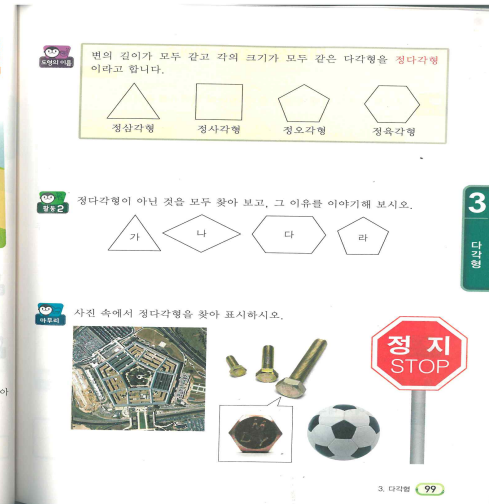 도형의 이름
변의 길이가 모두 같고 각의 크기가 모두 같은 다각형을 정다각형
이라고 합니다.
정삼각형 정사각형 정오각형 정육각형
활동 2
정다각형이 아닌 것을 모두 찾아 보고, 그 이유를 이야기해 보시오.
가 나 다 라
3
다각형
마무리
사진 속에서 정다각형을 찾아 표시하시오.
정 지
STOP
아
3. 다각형 99